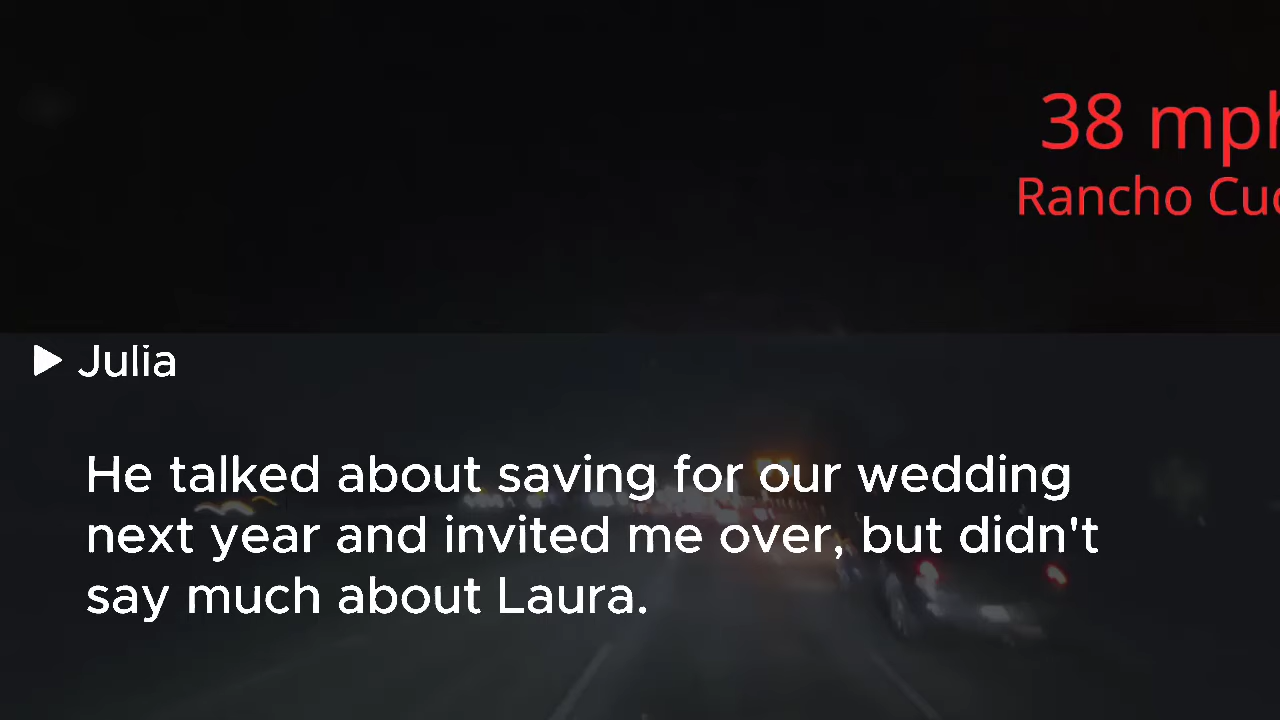 38 mph
Rancho Cuc
Julia
He talked about saving for our wedding
next year and invited me over, but didn't
say much about Laura.